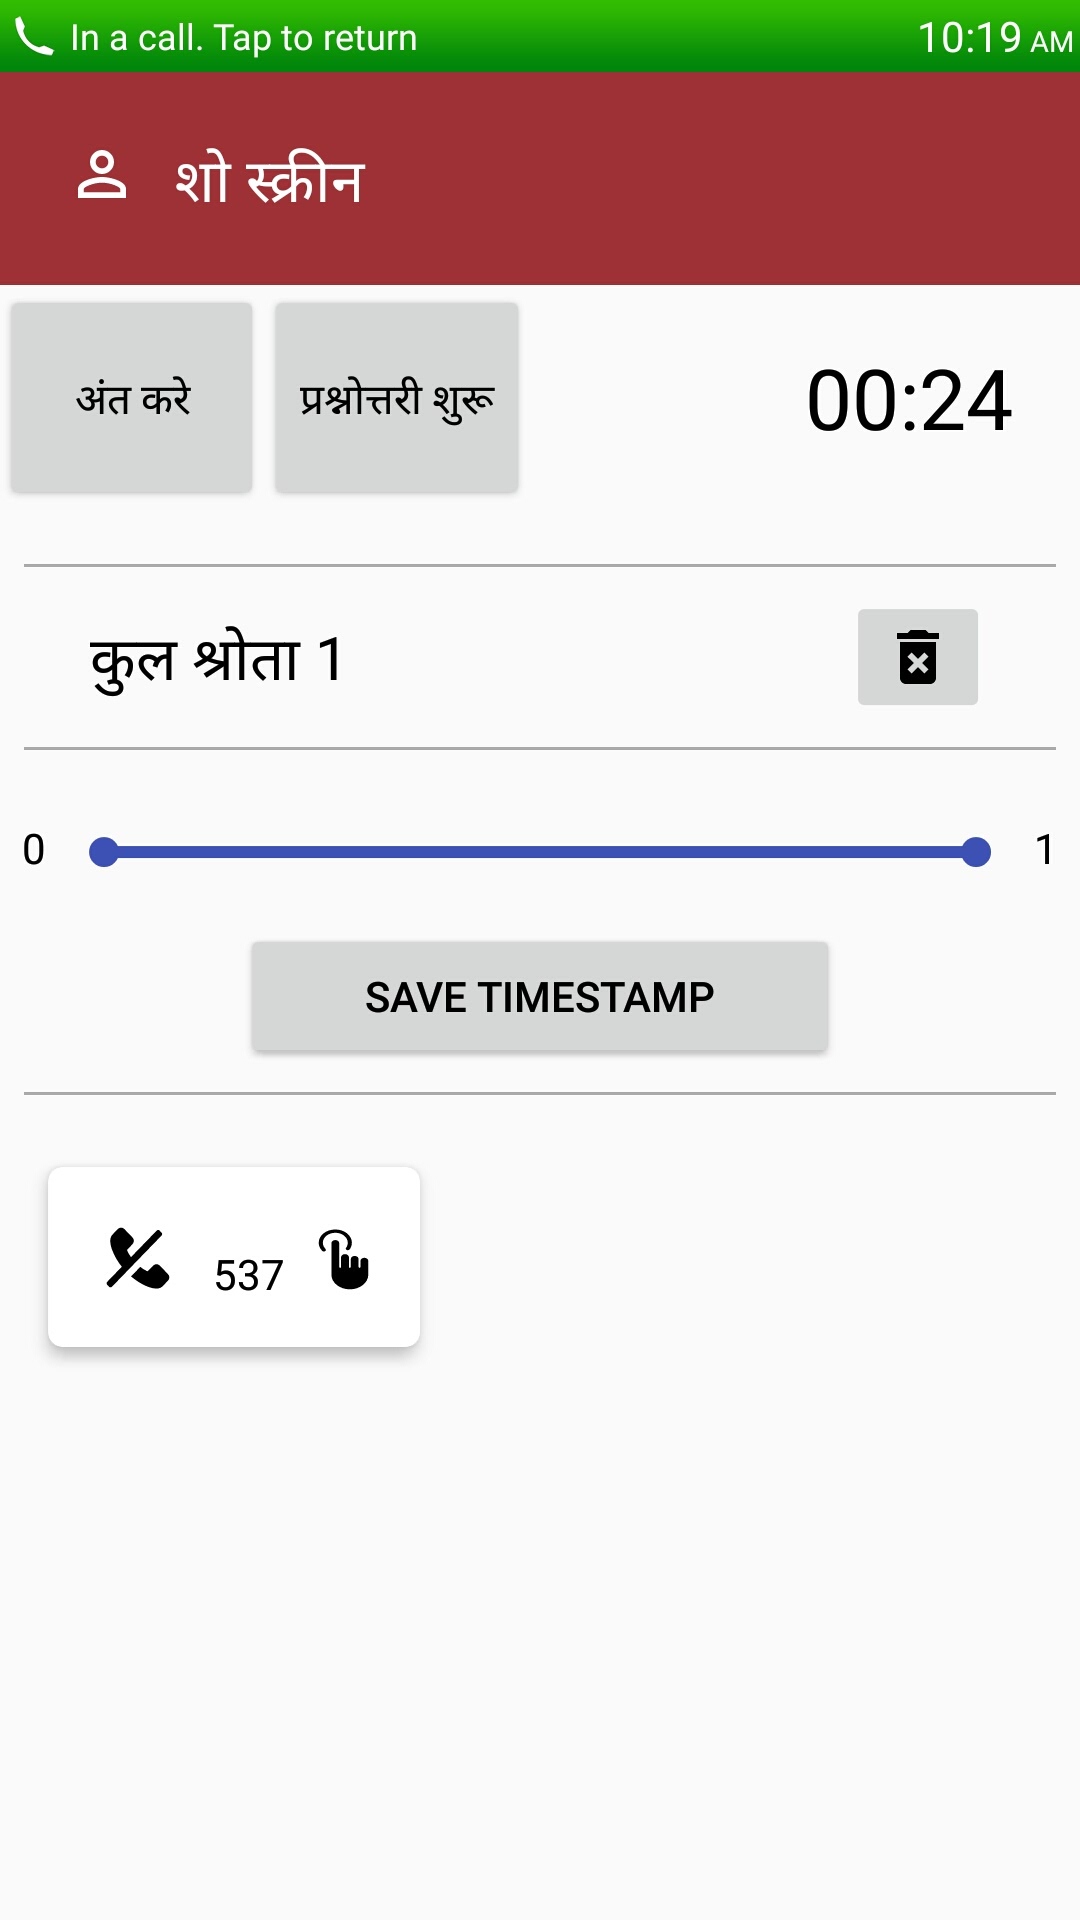 In a call. Tap to return 10:19 AM
शो स्क्रीन
अंत करे प्रश्नोत्तरी शुरू 00:24
कुल श्रोता 1
0 1
SAVE TIMESTAMP
537